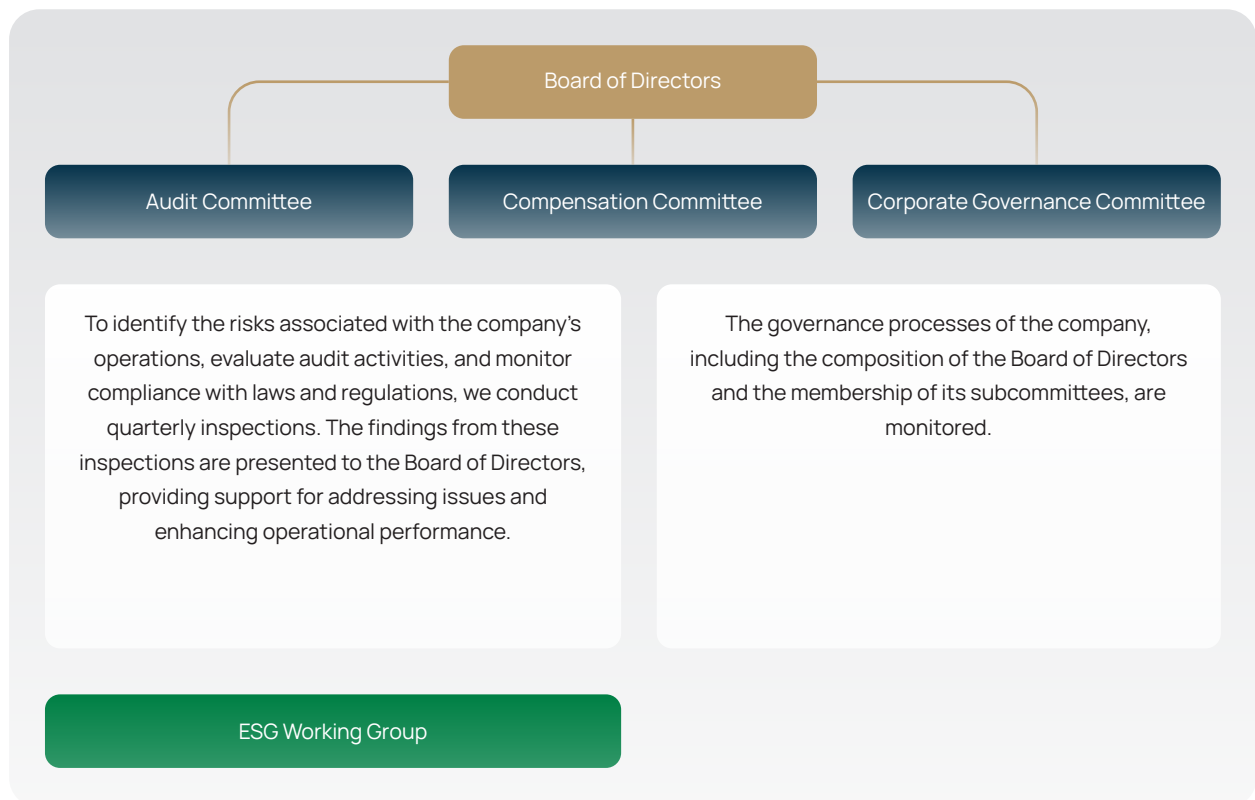 Board of Directors
Audit Committee
Compensation Committee
Corporate Governance Committee
To identify the risks associated with the company’s
operations, evaluate audit activities, and monitor
compliance with laws and regulations, we conduct
quarterly inspections. The findings from these
inspections are presented to the Board of Directors,
providing support for addressing issues and
enhancing operational performance.
The governance processes of the company,
including the composition of the Board of Directors
and the membership of its subcommittees, are
monitored.
ESG Working Group